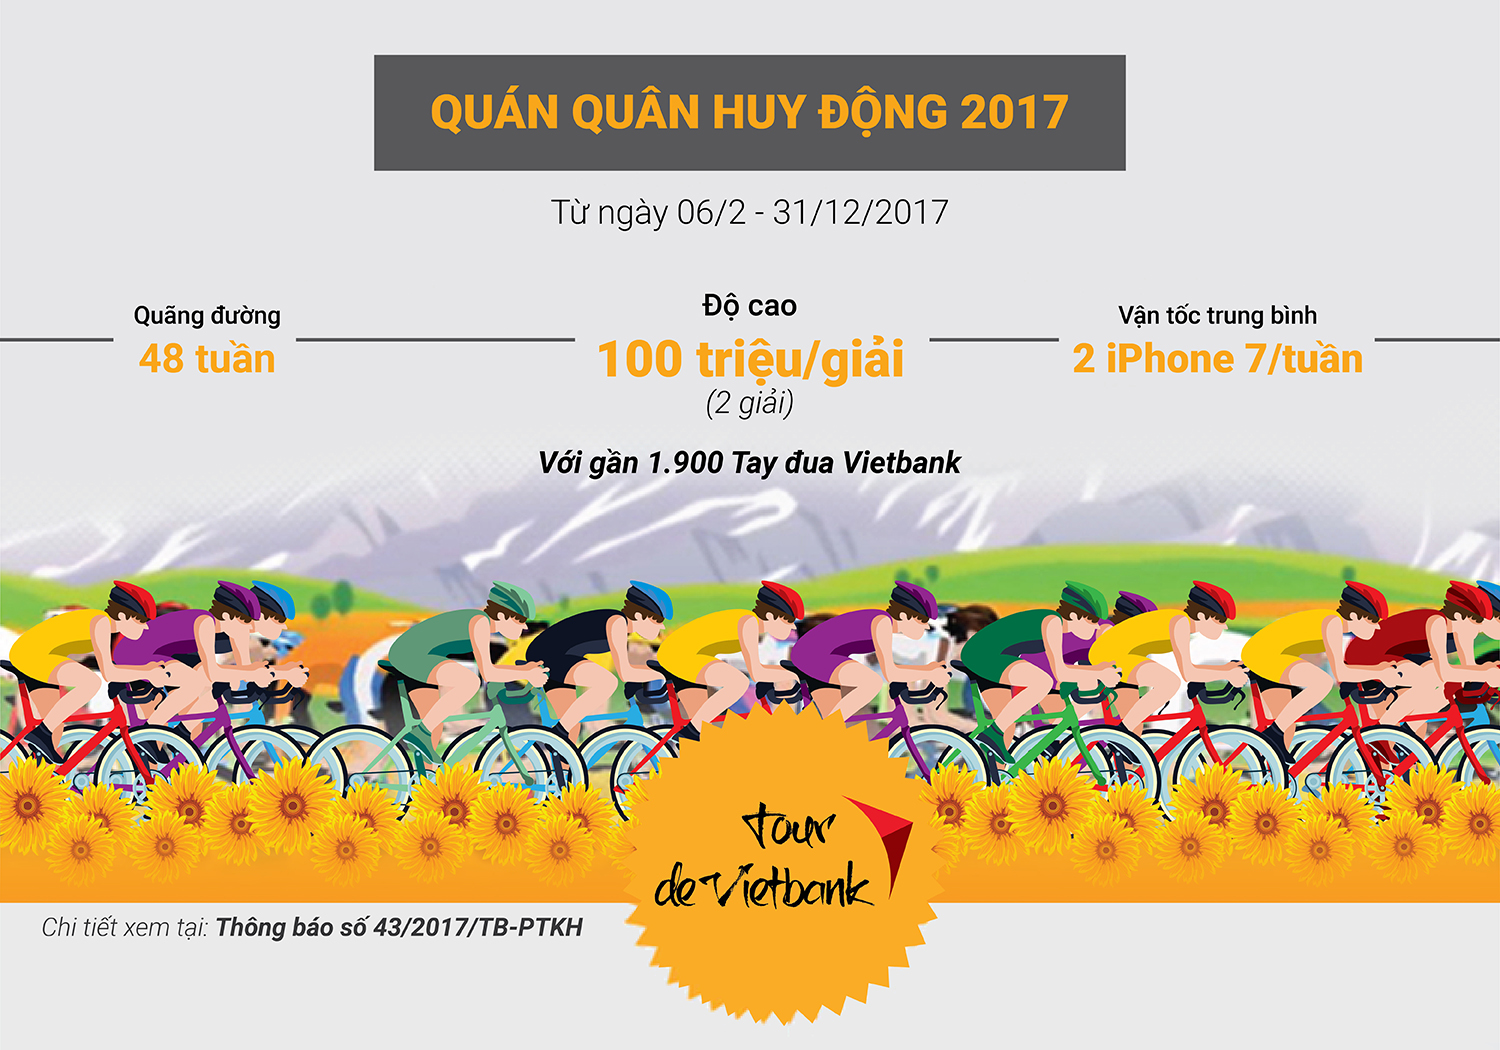 QUÁN QUÂN HUY ĐỘNG 2017
Từ ngày 06/2 - 31/12/2017
Quãng đường
48 tuần
Độ cao
100 triệu/giải
(2 giải)
Vận tốc trung bình
2 iPhone 7/tuần
Với gần 1.900 Tay đua Vietbank
tour
de Vietbank
Chi tiết xem tại: Thông báo số 43/2017/TB-PTKH